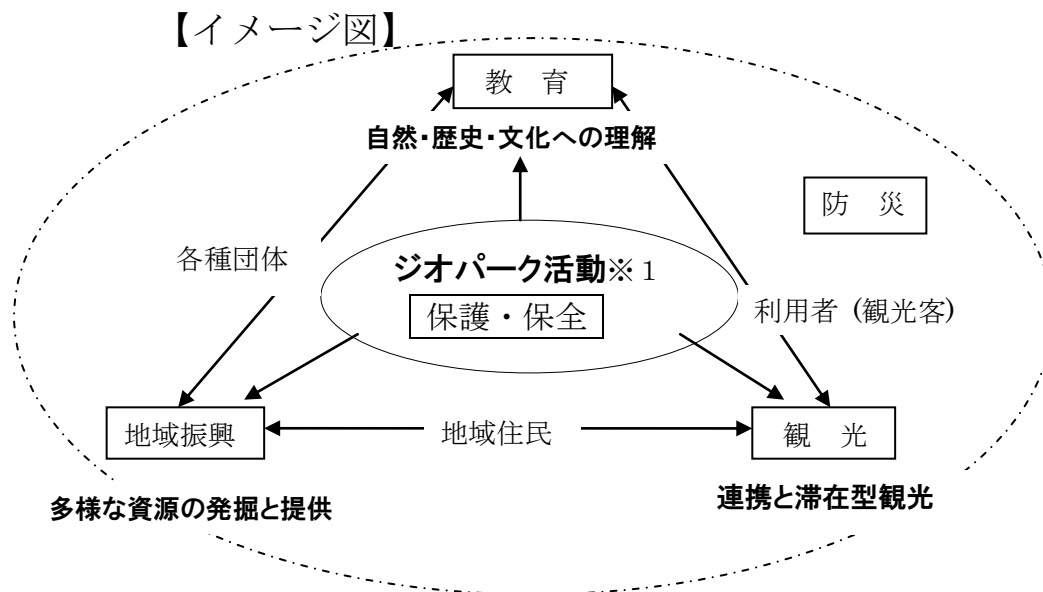 【イメージ図】
教　育
自然・歴史・文化への理解
防　災
各種団体
ジオパーク活動※１
保護・保全
利用者 (観光客)
地域振興
地域住民
観　光
多様な資源の発掘と提供
連携と滞在型観光